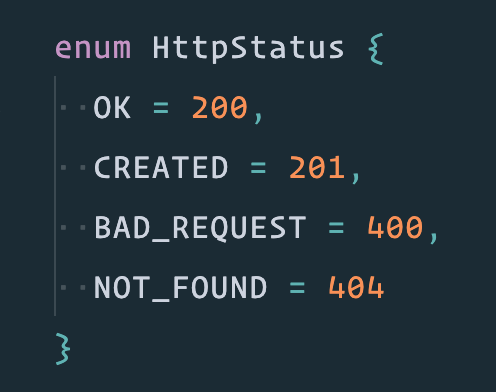 enum HttpStatus {
  OK = 200,
  CREATED = 201,
  BAD_REQUEST = 400,
  NOT_FOUND = 404
}